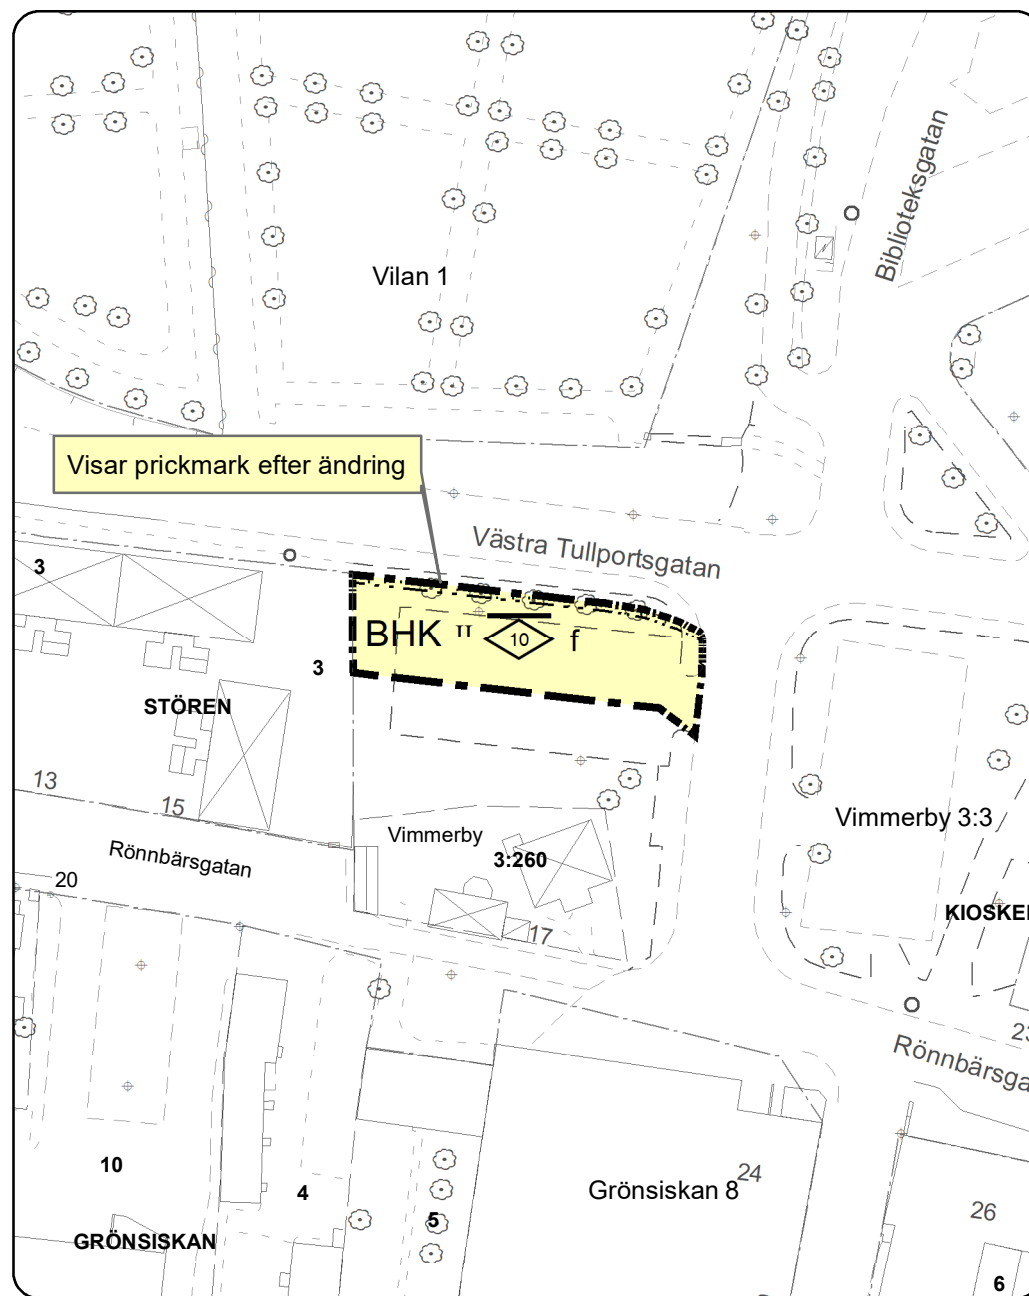 Biblioteksgatan
Vilan 1
Visar prickmark efter ändring
Västra Tullportsgatan
3
BHK II 10 f
3
STÖREN
13
15
Vimmerby
3:260
Vimmerby 3:3
Rönnbärsgatan
20
17
KIOSKEN
23
Rönnbärsga
10
4
5
Grönsiskan 8
24
26
GRÖNSISKAN
6